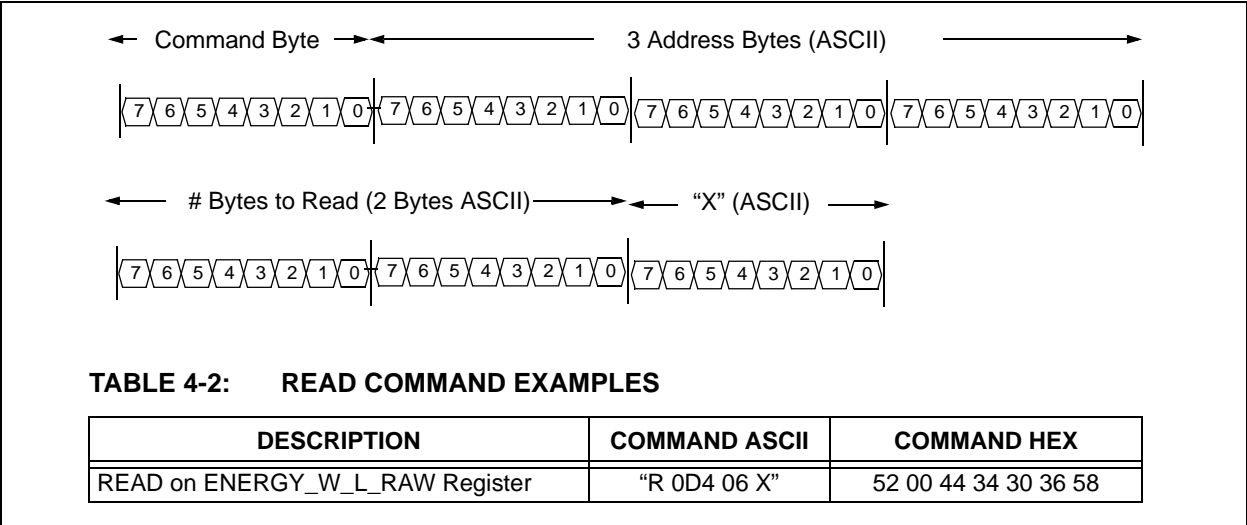 Command Byte 3 Address Bytes (ASCII)
7 6 5 4 3 2 1 0 7 6 5 4 3 2 1 0 7 6 5 4 3 2 1 0 7 6 5 4 3 2 1 0
# Bytes to Read (2 Bytes ASCII) “X” (ASCII)
7 6 5 4 3 2 1 0 7 6 5 4 3 2 1 0 7 6 5 4 3 2 1 0
TABLE 4-2: READ COMMAND EXAMPLES
DESCRIPTION COMMAND ASCII COMMAND HEX
READ on ENERGY_W_L_RAW Register “R 0D4 06 X” 52 00 44 34 30 36 58